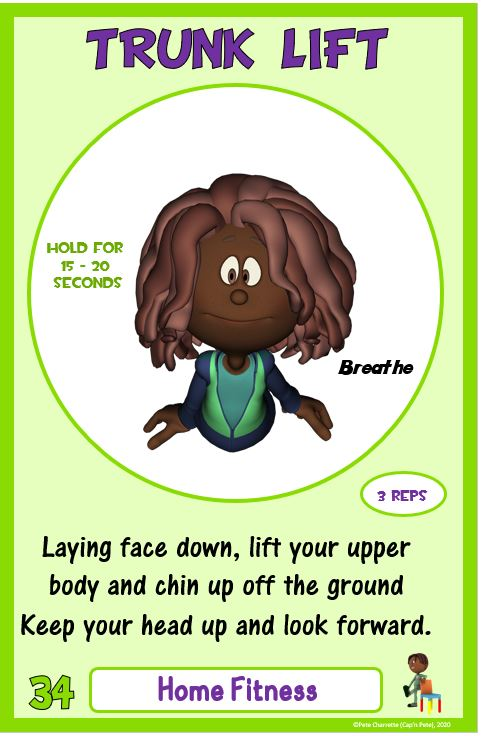 TRUNK LIFT
HOLD FOR
15 - 20
SECONDS
Breathe
3 REPS
Laying face down, lift your upper
body and chin up off the ground
Keep your head up and look forward.
34
Home Fitness
©Pete Charrette (Cap'n Pete), 2020